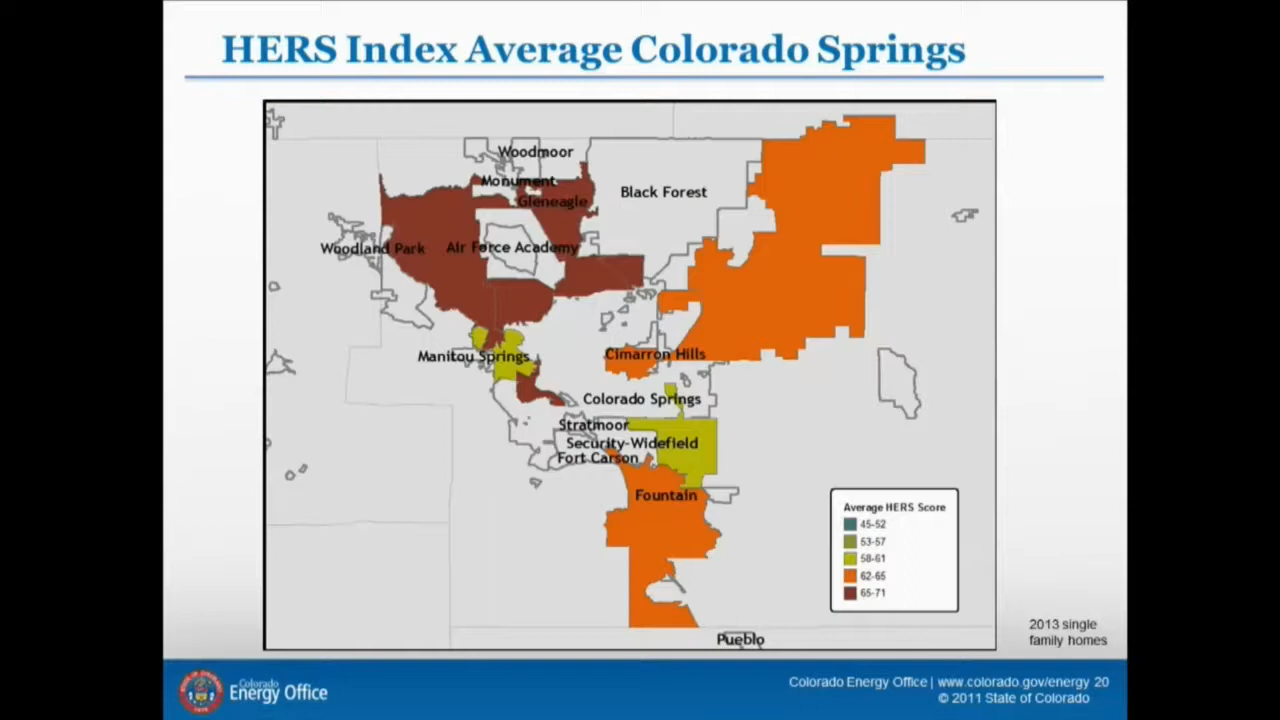 HERS Index Average Colorado Springs
Woodmoor
Monument
Gleneagle
Black Forest
Woodland Park
Air Force Academy
Manitou Springs
Cimarron Hills
Colorado Springs
Stratmoor
Security-Widefield
Fort Carson
Fountain
Pueblo
Average HERS Score
45-52
53-57
58-61
62-65
65-71
2013 single
family homes
Colorado
Energy Office
Colorado Energy Office | www.colorado.gov/energy 20
© 2011 State of Colorado